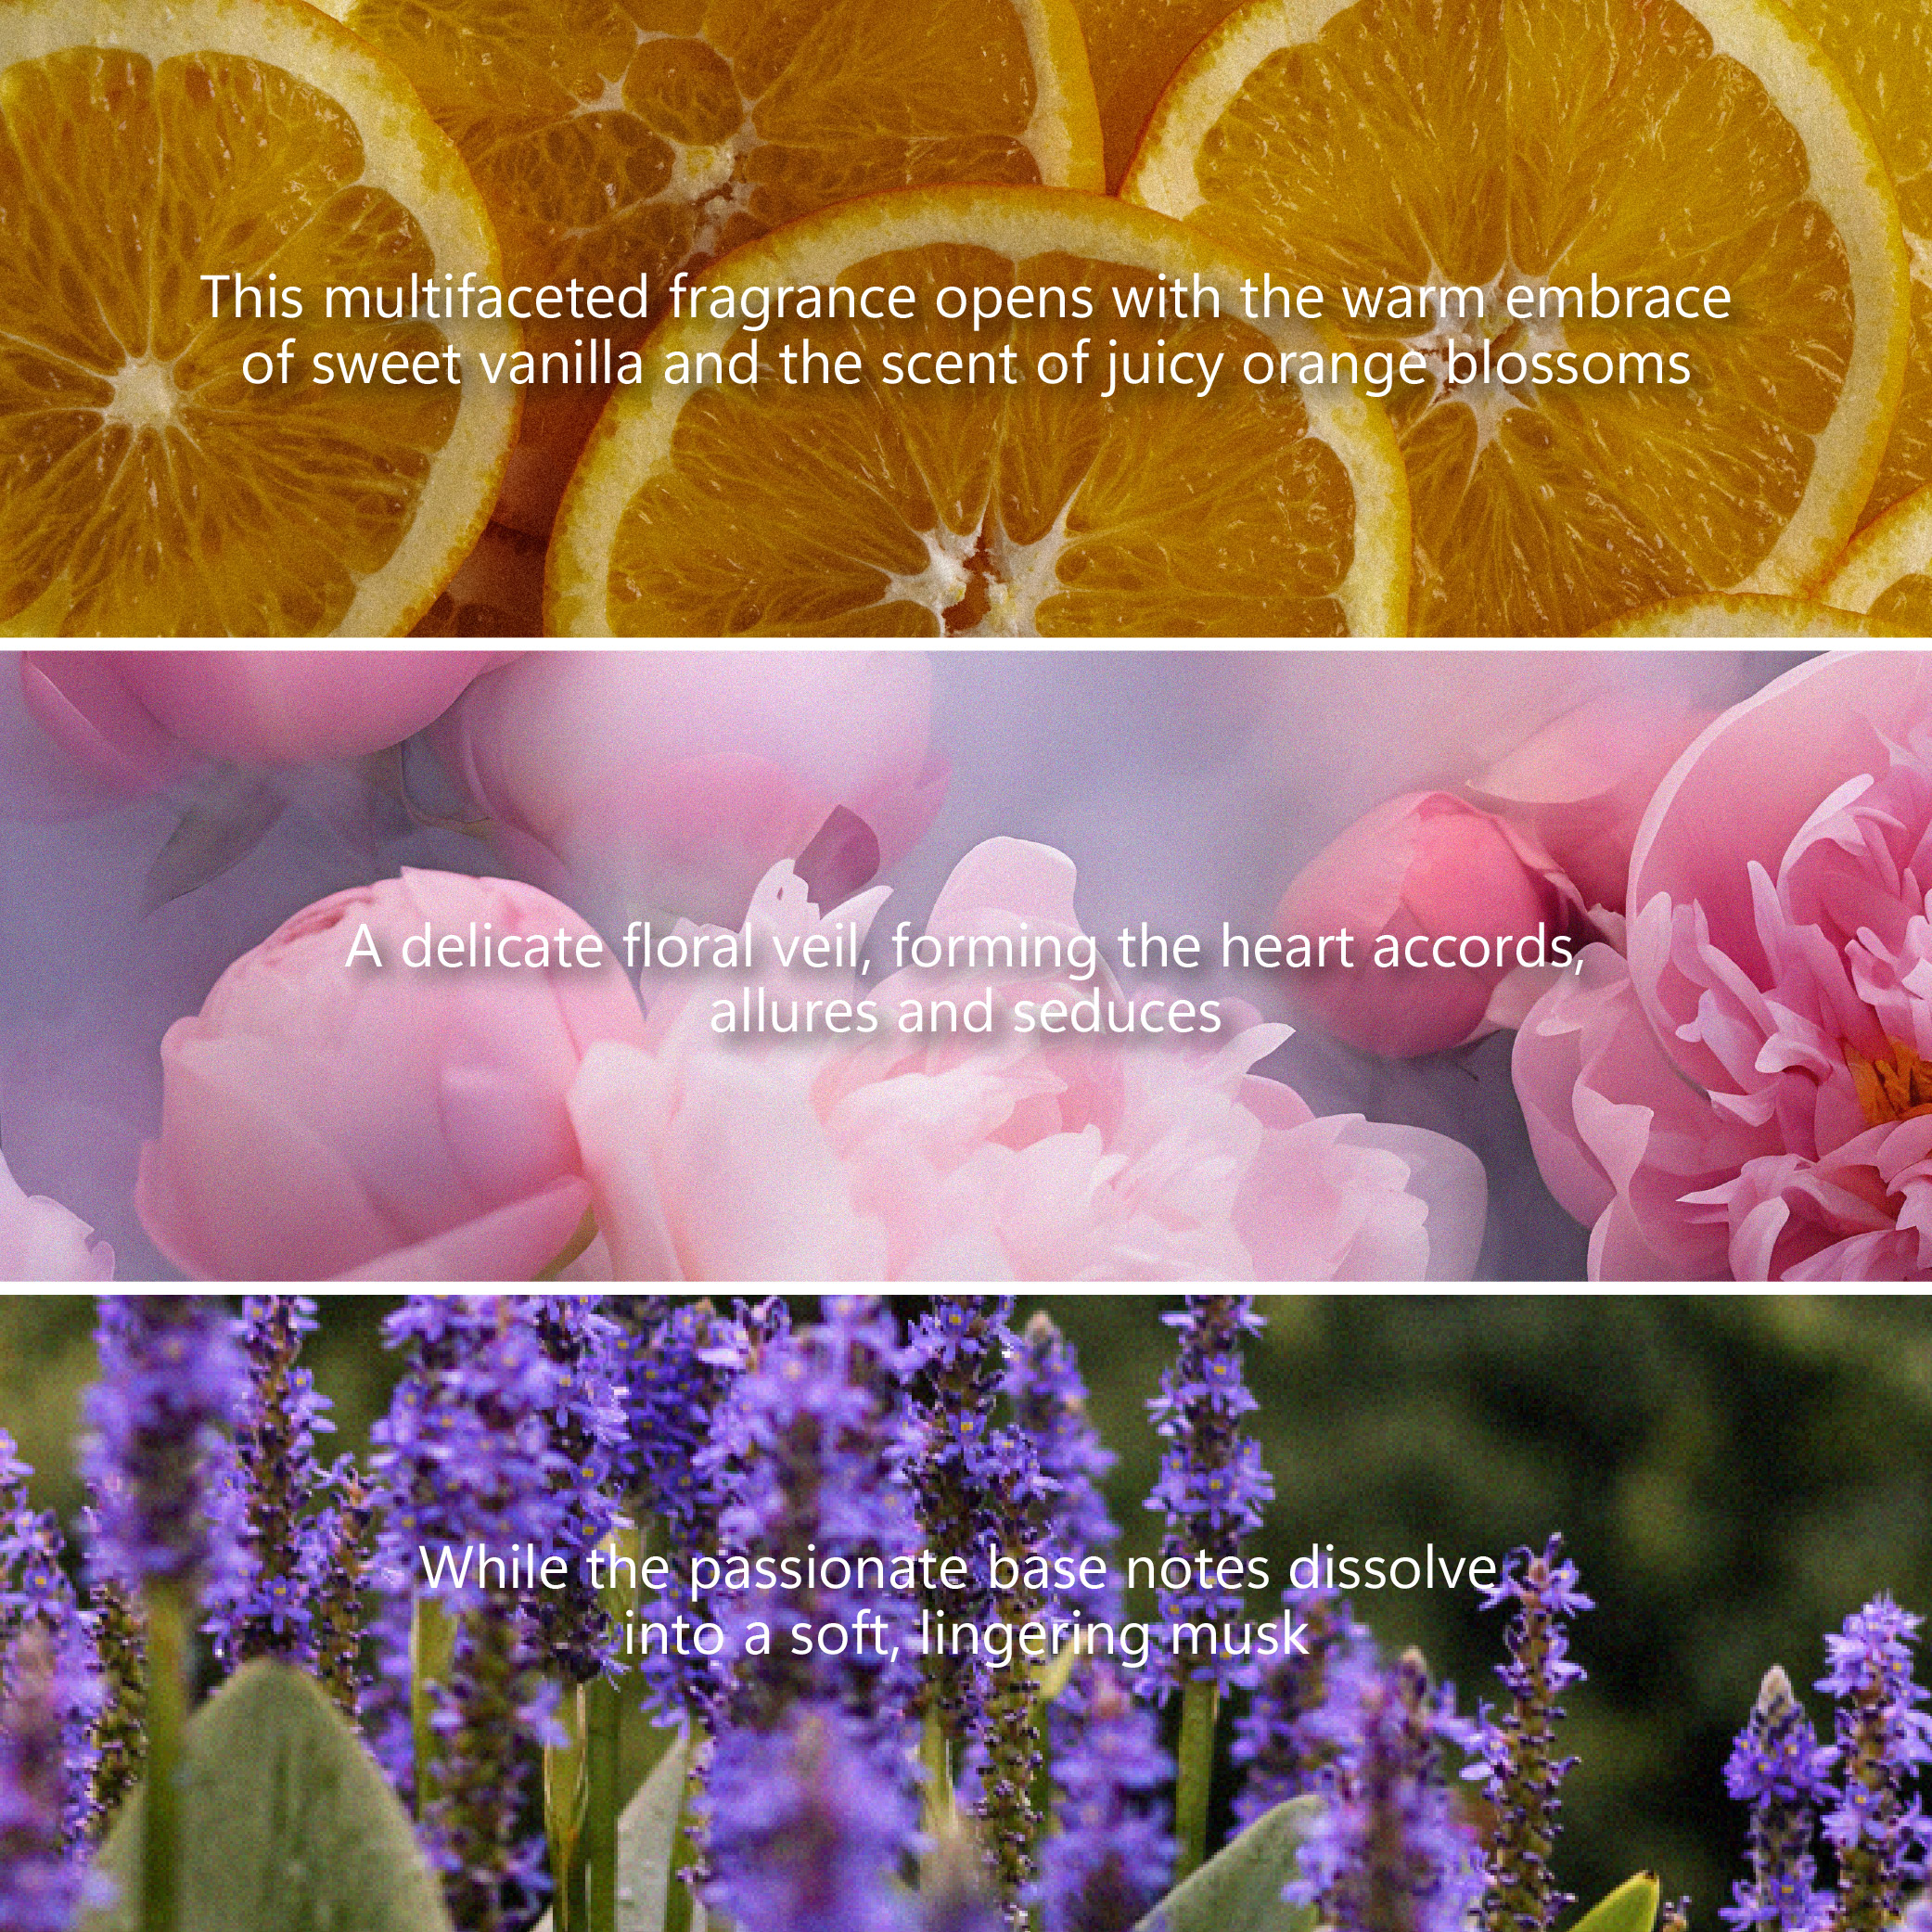 This multifaceted fragrance opens with the warm embrace
of sweet vanilla and the scent of juicy orange blossoms
A delicate floral veil, forming the heart accords,
allures and seduces
While the passionate base notes dissolve
into a soft, lingering musk